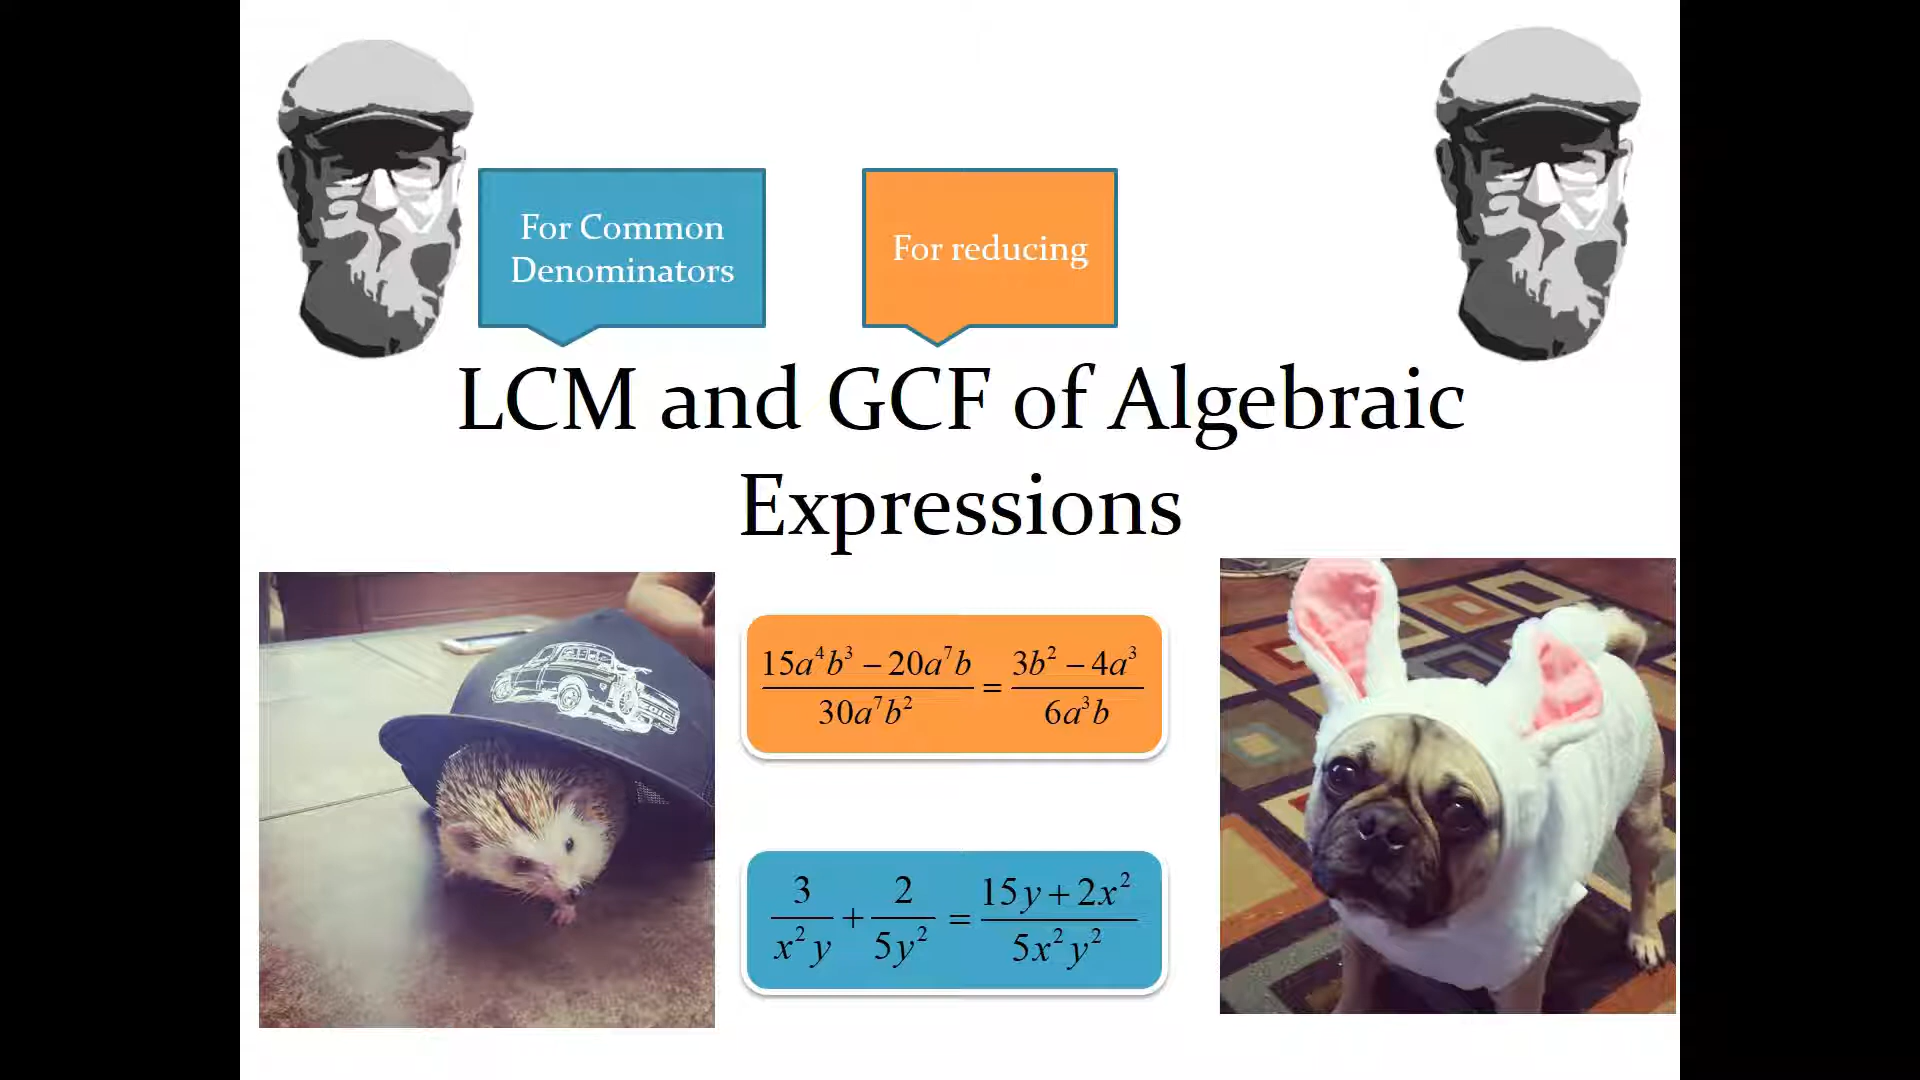 For Common
Denominators
For reducing
LCM and GCF of Algebraic
Expressions
15a⁴b³ − 20a⁷b / 30a⁷b² = 3b² − 4a³ / 6a³b
3/x²y + 2/5y² = 15y + 2x² / 5x²y²